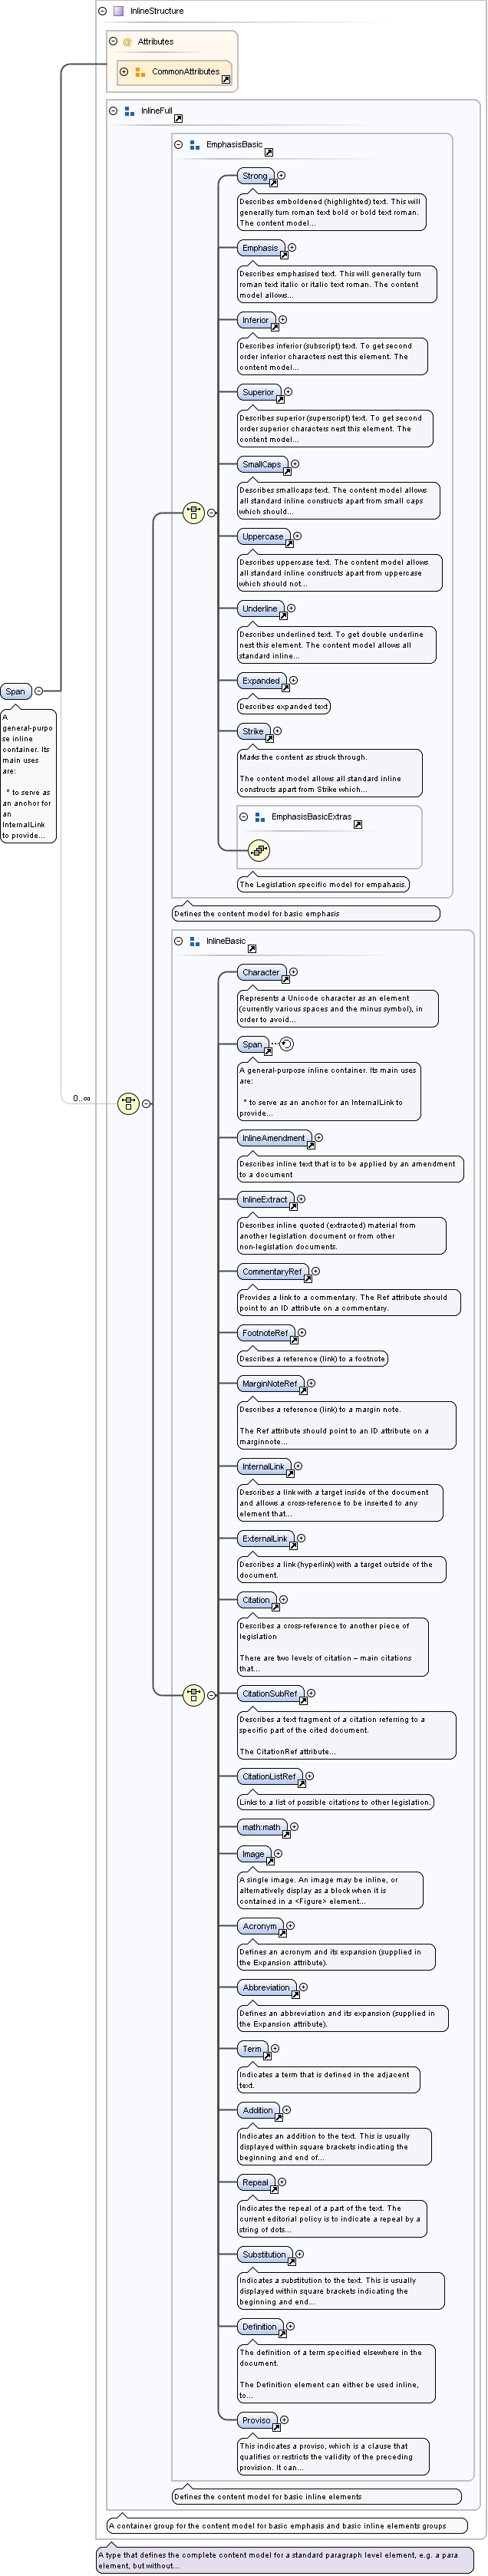 InlineStructure
@ Attributes
CommonAttributes
InlineFull
EmphasisBasic
Strong
Describes emboldened (highlighted) text. This will
generally turn roman text bold or bold text roman.
The content model...
Emphasis
Describes emphasised text. This will generally turn
roman text italic or italic text roman. The content
model allows...
Inferior
Describes inferior (subscript) text. To get second
order inferior characters nest this element. The
content model...
Superior
Describes superior (superscript) text. To get second
order superior characters nest this element. The
content model...
SmallCaps
Describes smallcaps text. The content model allows
all standard inline constructs apart from small caps
which should...
Uppercase
Describes uppercase text. The content model allows
all standard inline constructs apart from uppercase
which should not...
Underline
Describes underlined text. To get double underline
nest this element. The content model allows all
standard inline...
Expanded
Describes expanded text
Strike
Marks the content as struck through.
The content model allows all standard inline
constructs apart from Strike which...
EmphasisBasicExtras
The Legislation specific model for empahasis.
Defines the content model for basic emphasis
Span
A
general-purpo
se inline
container. Its
main uses
are:
* to serve as
an anchor for
an
InternalLink
to provide...
0..∞
InlineBasic
Character
Represents a Unicode character as an element
(currently various spaces and the minus symbol), in
order to avoid...
Span
A general-purpose inline container. Its main uses
are:
* to serve as an anchor for an InternalLink to
provide...
InlineAmendment
Describes inline text that is to be applied by an amendment
to a document
InlineExtract
Describes inline quoted (extracted) material from
another legislation document or from other
non-legislation documents.
CommentaryRef
Provides a link to a commentary. The Ref attribute should
point to an ID attribute on a commentary.
FootnoteRef
Describes a reference (link) to a footnote
MarginNoteRef
Describes a reference (link) to a margin note.
The Ref attribute should point to an ID attribute on a
marginnote...
InternalLink
Describes a link with a target inside of the document
and allows a cross-reference to be inserted to any
element that...
ExternalLink
Describes a link (hyperlink) with a target outside of the
document.
Citation
Describes a cross-reference to another piece of
legislation
There are two levels of citation – main citations
that...
CitationSubRef
Describes a text fragment of a citation referring to a
specific part of the cited document.
The CitationRef attribute...
CitationListRef
Links to a list of possible citations to other legislation.
math:math
Image
A single image. An image may be inline, or
alternatively display as a block when it is
contained in a <Figure> element...
Acronym
Defines an acronym and its expansion (supplied in
the Expansion attribute).
Abbreviation
Defines an abbreviation and its expansion (supplied in
the Expansion attribute).
Term
Indicates a term that is defined in the adjacent
text.
Addition
Indicates an addition to the text. This is usually
displayed within square brackets indicating the
beginning and end of...
Repeal
Indicates the repeal of a part of the text. The
current editorial policy is to indicate a repeal by a
string of dots...
Substitution
Indicates a substitution to the text. This is usually
displayed within square brackets indicating the
beginning and end...
Definition
The definition of a term specified elsewhere in the
document.
The Definition element can either be used inline,
to...
Proviso
This indicates a proviso, which is a clause that
qualifies or restricts the validity of the preceding
provision. It can...
Defines the content model for basic inline elements
A container group for the content model for basic emphasis and basic inline elements groups
A type that defines the complete content model for a standard paragraph level element, e.g. a para
element, but without...